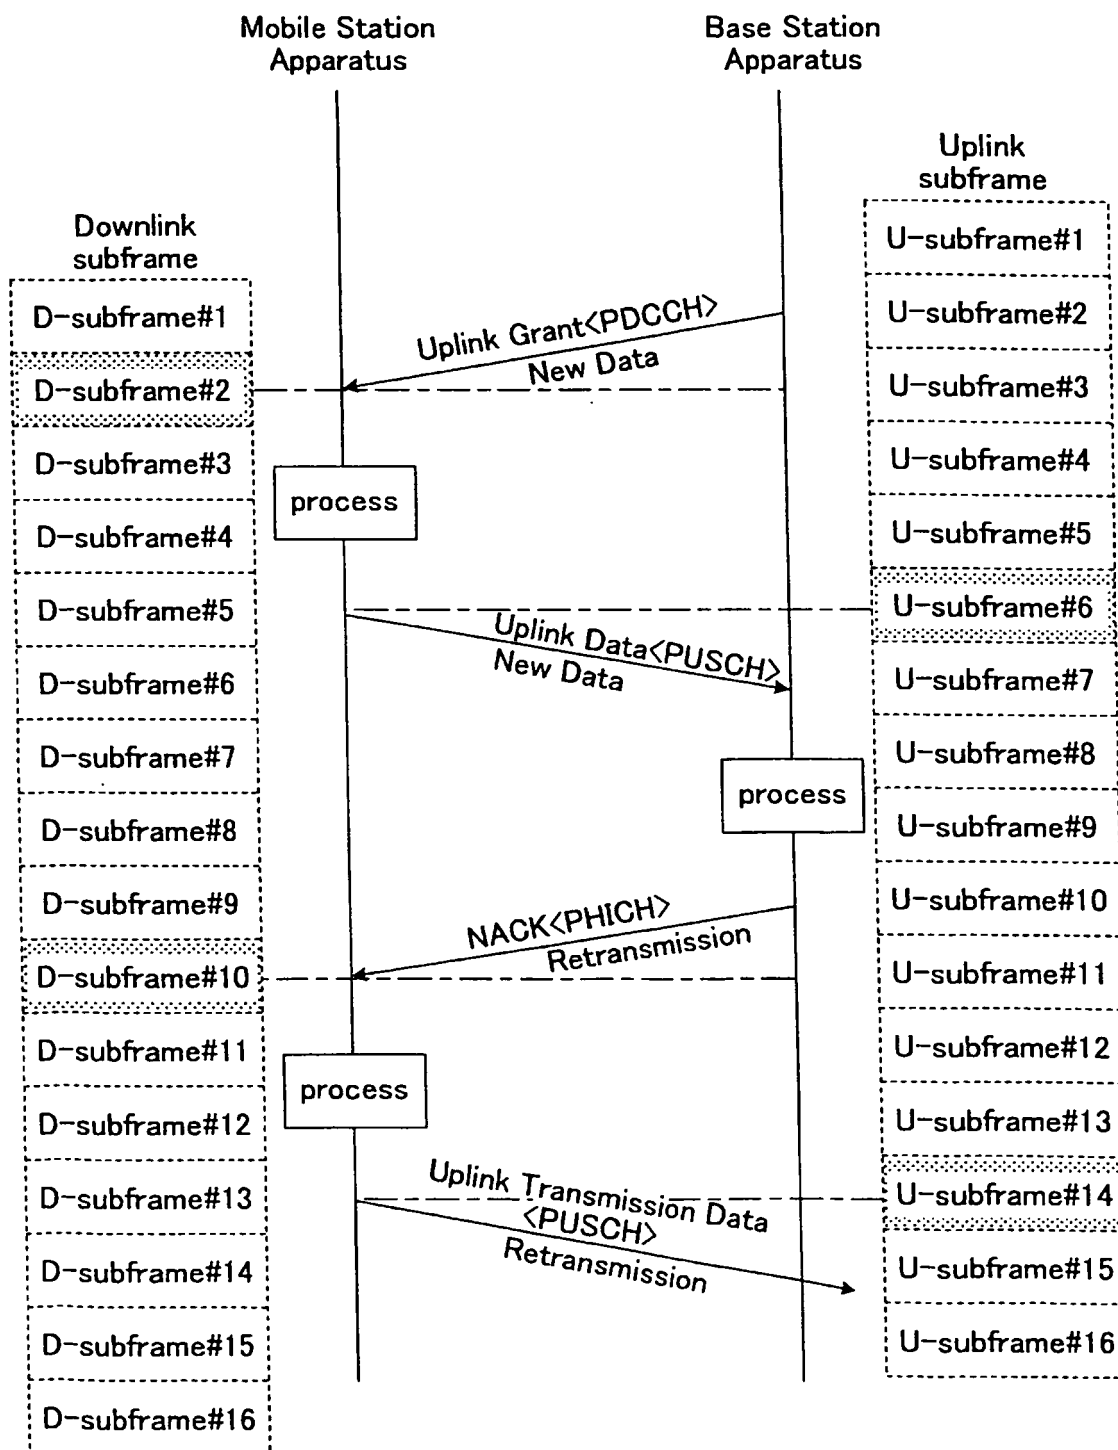 Mobile Station
Apparatus
Base Station
Apparatus
Uplink
subframe
Downlink
subframe
U-subframe#1
D-subframe#1
Uplink Grant<PDCCH>
New Data
U-subframe#2
D-subframe#2
U-subframe#3
D-subframe#3
U-subframe#4
process
D-subframe#4
U-subframe#5
D-subframe#5
U-subframe#6
Uplink Data<PUSCH>
New Data
D-subframe#6
U-subframe#7
D-subframe#7
U-subframe#8
process
D-subframe#8
U-subframe#9
D-subframe#9
U-subframe#10
NACK<PHICH>
Retransmission
D-subframe#10
U-subframe#11
D-subframe#11
U-subframe#12
process
D-subframe#12
U-subframe#13
D-subframe#13
Uplink Transmission Data
<PUSCH>
Retransmission
U-subframe#14
D-subframe#14
U-subframe#15
D-subframe#15
U-subframe#16
D-subframe#16